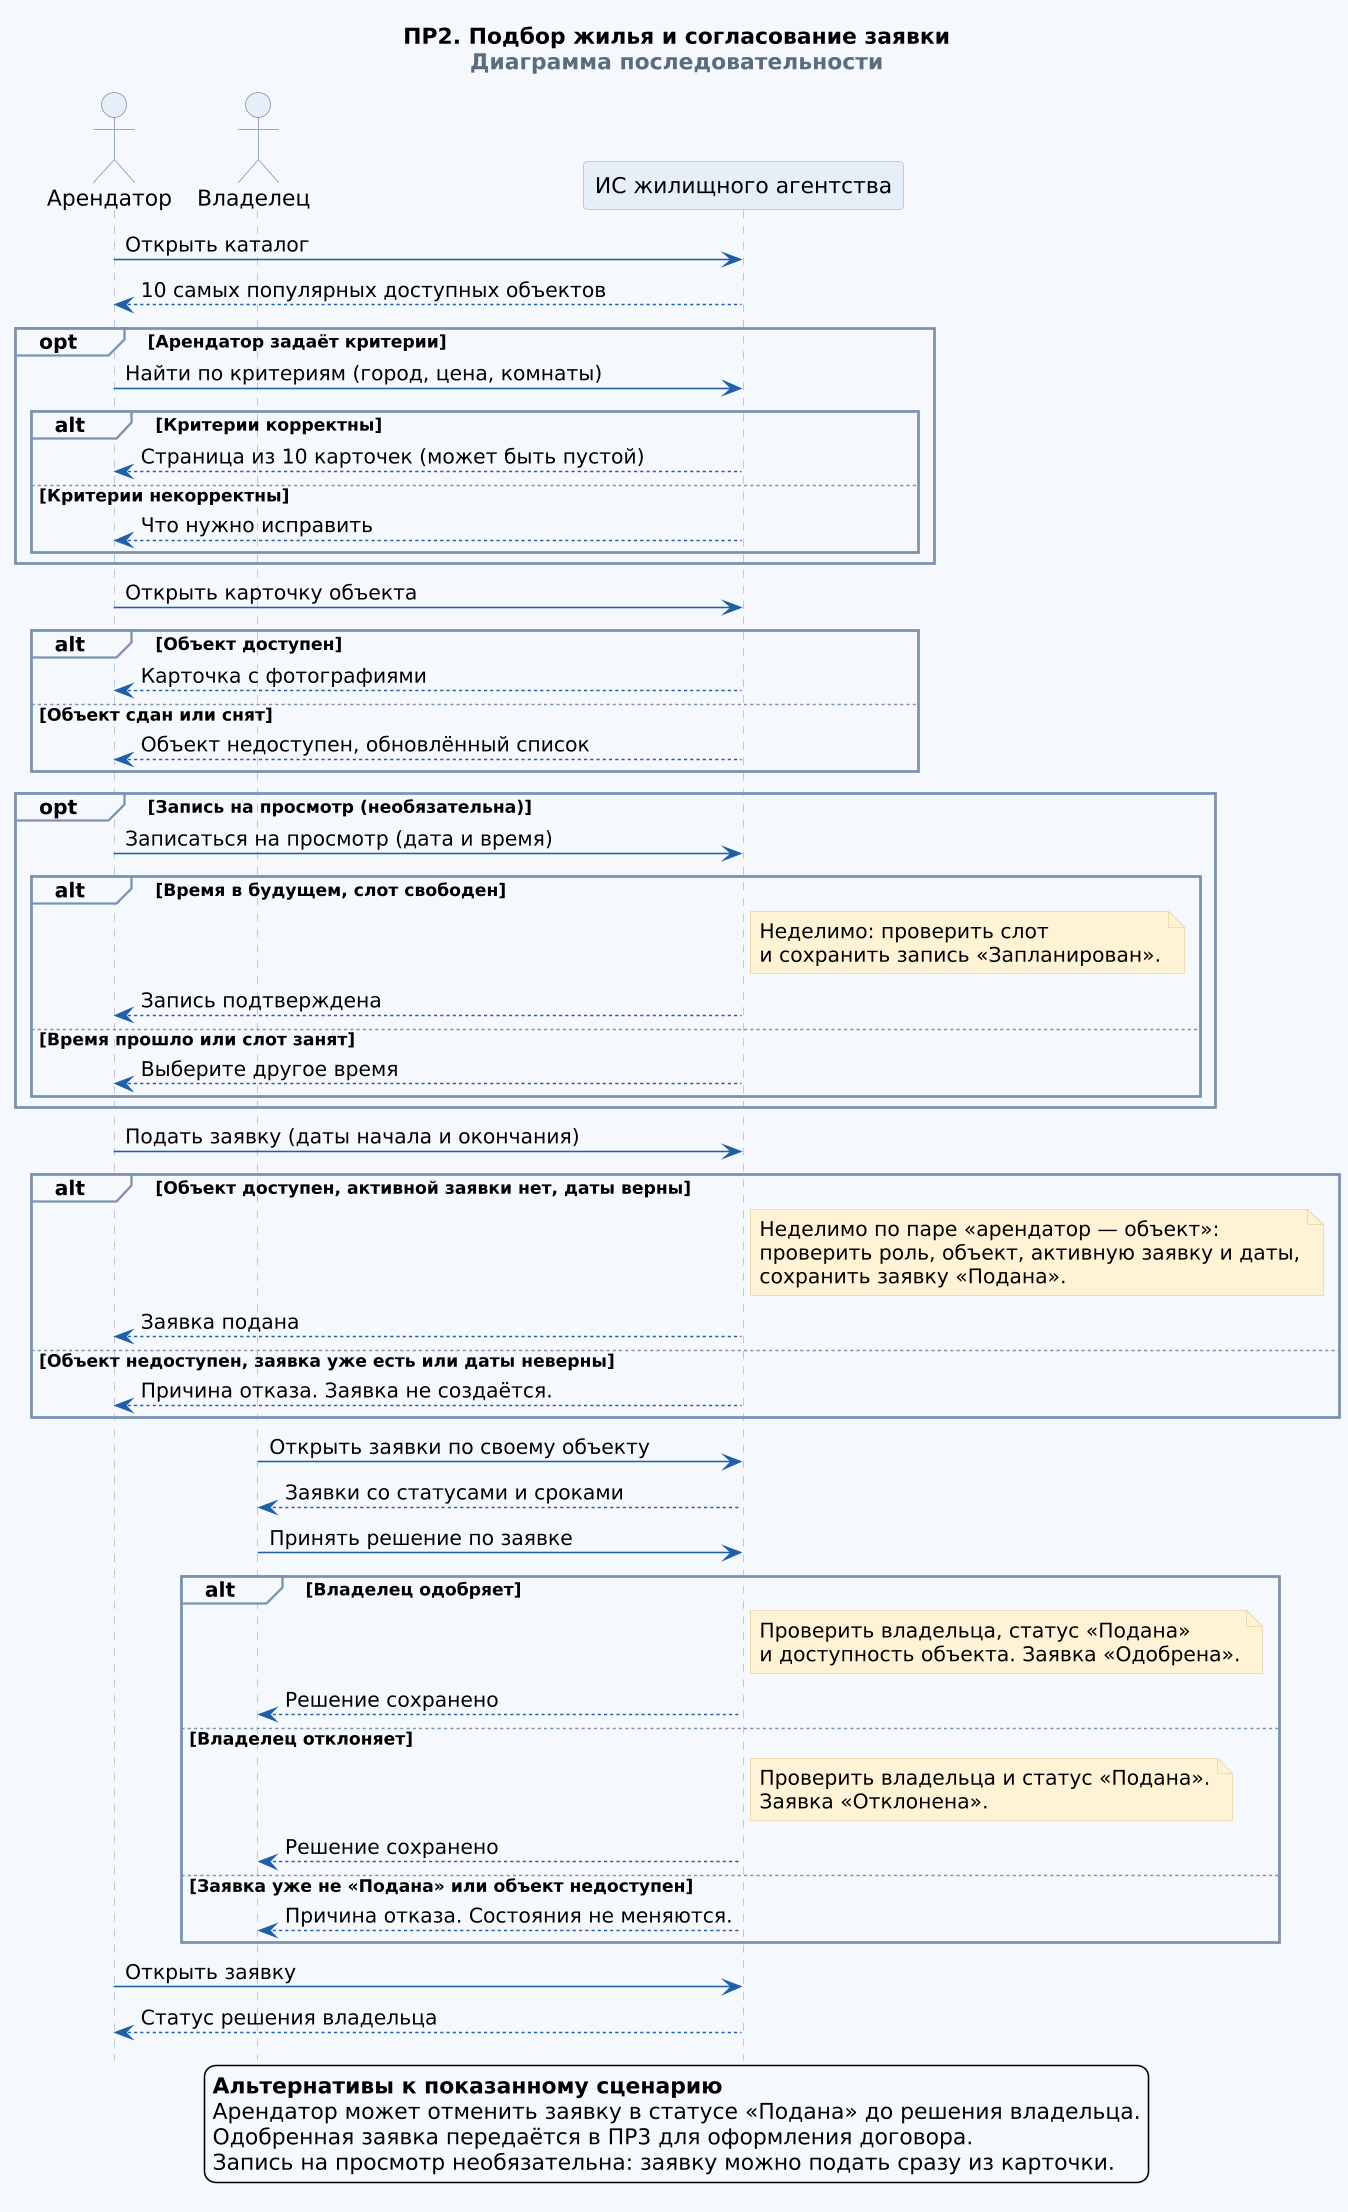 ПР2. Подбор жилья и согласование заявки
Диаграмма последовательности
Арендатор
Владелец
ИС жилищного агентства
Открыть каталог
10 самых популярных доступных объектов
opt [Арендатор задаёт критерии]
Найти по критериям (город, цена, комнаты)
alt [Критерии корректны]
Страница из 10 карточек (может быть пустой)
[Критерии некорректны]
Что нужно исправить
Открыть карточку объекта
alt [Объект доступен]
Карточка с фотографиями
[Объект сдан или снят]
Объект недоступен, обновлённый список
opt [Запись на просмотр (необязательна)]
Записаться на просмотр (дата и время)
alt [Время в будущем, слот свободен]
Неделимо: проверить слот
и сохранить запись «Запланирован».
Запись подтверждена
[Время прошло или слот занят]
Выберите другое время
Подать заявку (даты начала и окончания)
alt [Объект доступен, активной заявки нет, даты верны]
Неделимо по паре «арендатор — объект»:
проверить роль, объект, активную заявку и даты,
сохранить заявку «Подана».
Заявка подана
[Объект недоступен, заявка уже есть или даты неверны]
Причина отказа. Заявка не создаётся.
Открыть заявки по своему объекту
Заявки со статусами и сроками
Принять решение по заявке
alt [Владелец одобряет]
Проверить владельца, статус «Подана»
и доступность объекта. Заявка «Одобрена».
Решение сохранено
[Владелец отклоняет]
Проверить владельца и статус «Подана».
Заявка «Отклонена».
Решение сохранено
[Заявка уже не «Подана» или объект недоступен]
Причина отказа. Состояния не меняются.
Открыть заявку
Статус решения владельца
Альтернативы к показанному сценарию
Арендатор может отменить заявку в статусе «Подана» до решения владельца.
Одобренная заявка передаётся в ПР3 для оформления договора.
Запись на просмотр необязательна: заявку можно подать сразу из карточки.